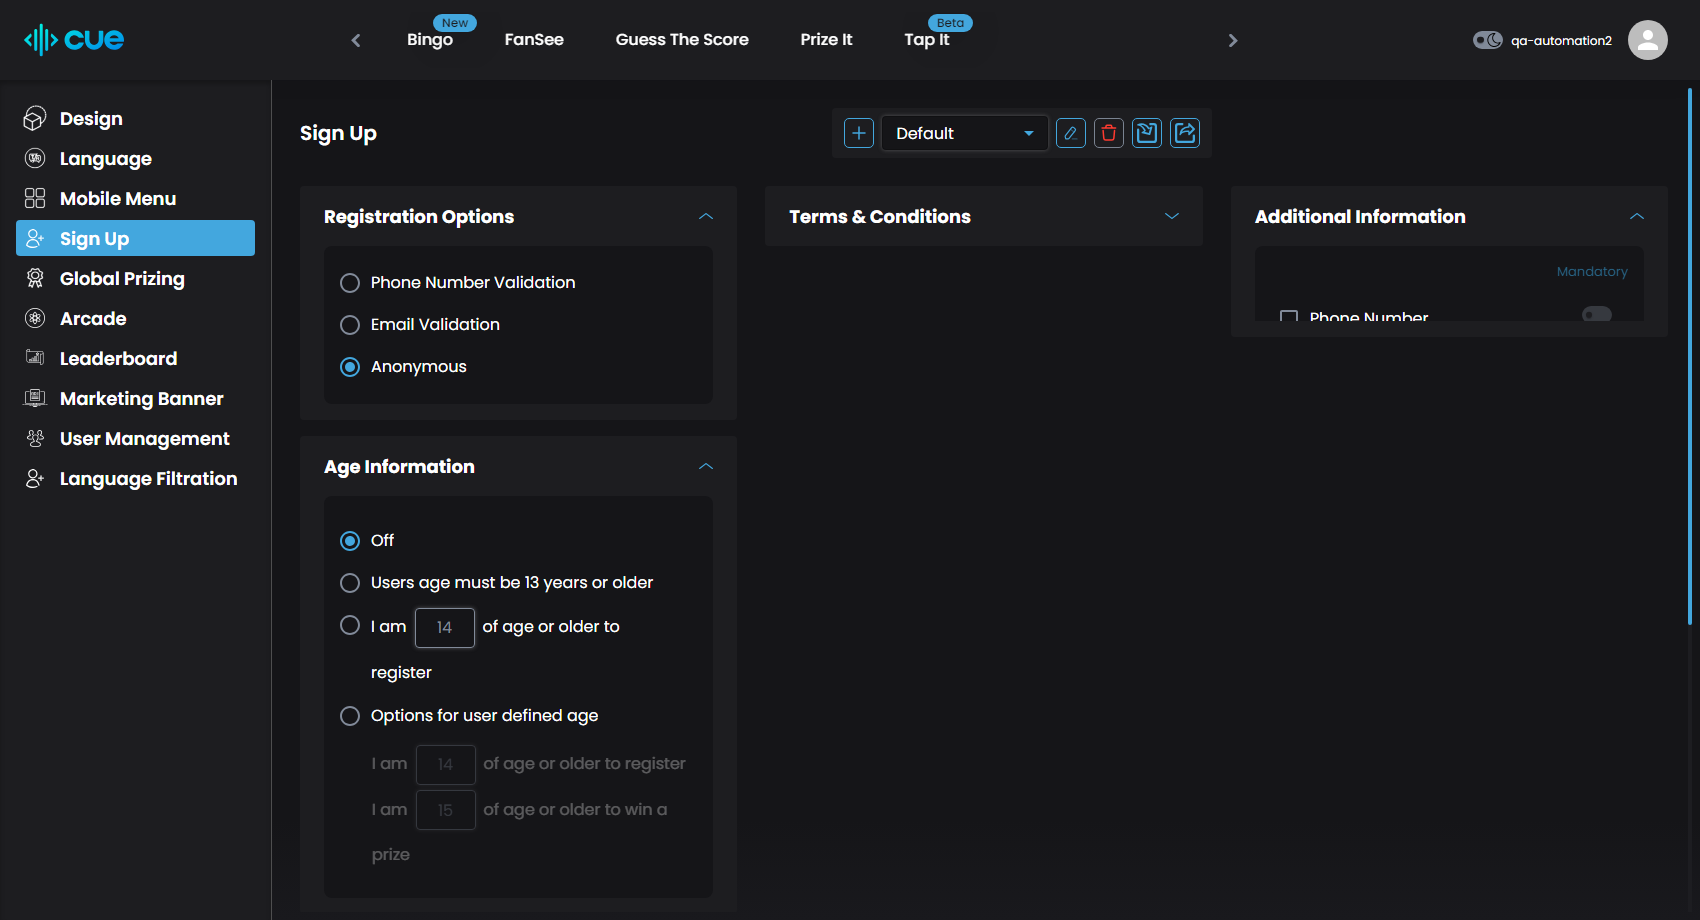 cue
New
Bingo
FanSee
Guess The Score
Prize It
Beta
Tap It
qa-automation2
Design
Language
Mobile Menu
Sign Up
Global Prizing
Arcade
Leaderboard
Marketing Banner
User Management
Language Filtration
Sign Up
Default
Registration Options
Phone Number Validation
Email Validation
Anonymous
Age Information
Off
Users age must be 13 years or older
I am 14 of age or older to
register
Options for user defined age
I am 14 of age or older to register
I am 15 of age or older to win a
prize
Terms & Conditions
Additional Information
Mandatory
Phone Number